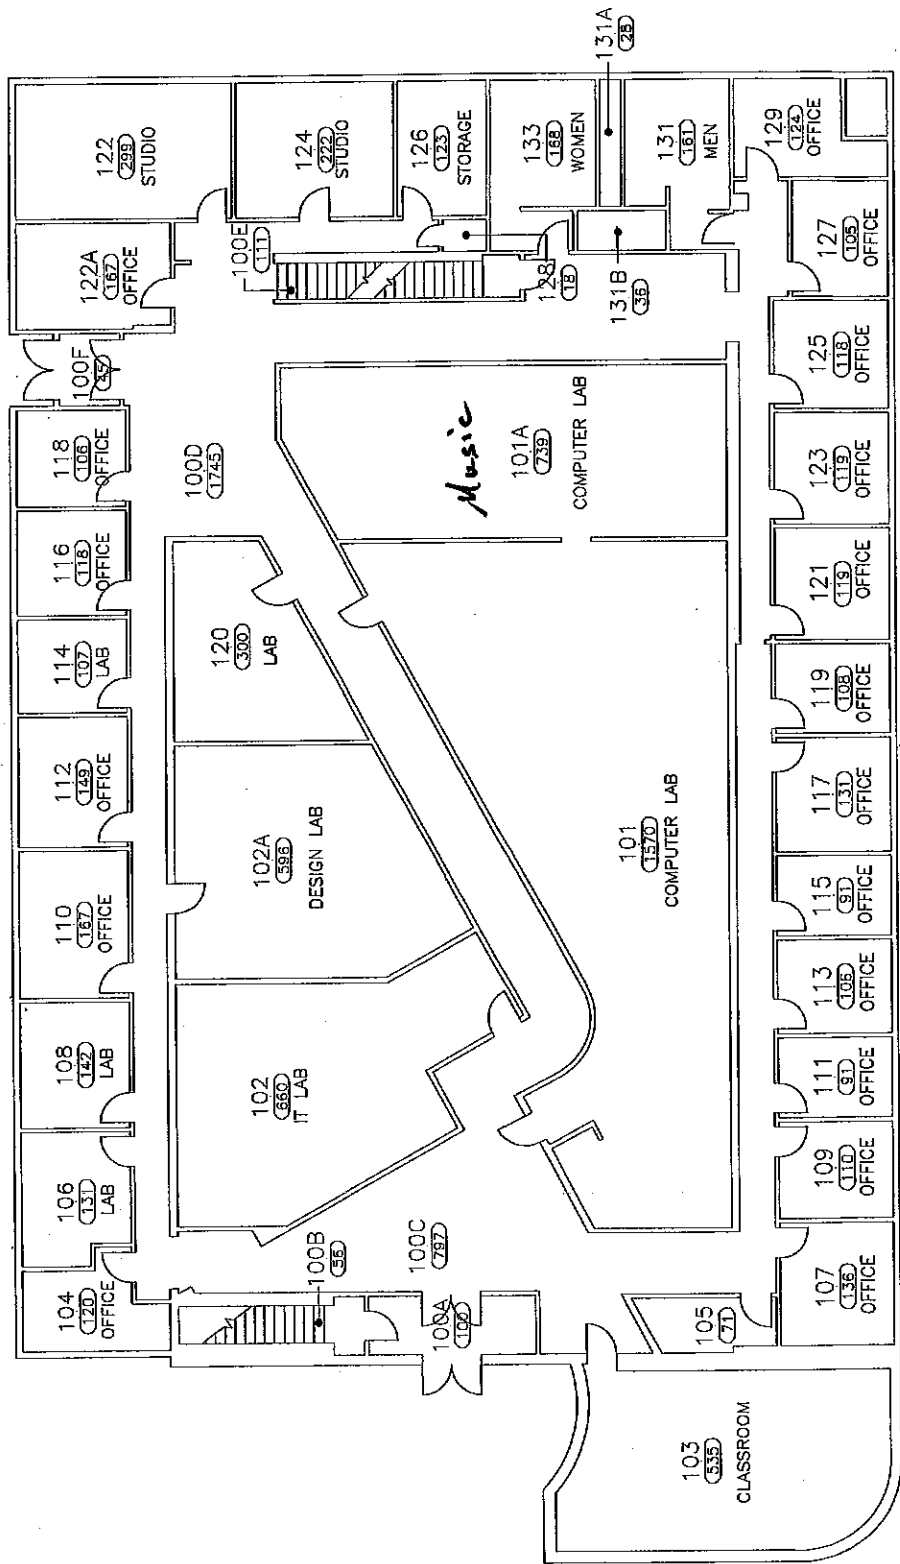 122
299
STUDIO
124
222
STUDIO
126
123
STORAGE
133
168
WOMEN
131A
25
131
161
MEN
129
124
OFFICE
122A
167
OFFICE
100E
111
128
18
131B
36
127
105
OFFICE
100F
45
125
118
OFFICE
118
106
OFFICE
100D
1745
Music
101A
739
COMPUTER LAB
123
119
OFFICE
116
118
OFFICE
121
119
OFFICE
114
107
LAB
120
300
LAB
119
108
OFFICE
112
149
OFFICE
102A
596
DESIGN LAB
101
1570
COMPUTER LAB
117
131
OFFICE
110
167
OFFICE
115
91
OFFICE
113
106
OFFICE
108
142
LAB
102
660
IT LAB
111
91
OFFICE
106
131
LAB
109
110
OFFICE
104
120
OFFICE
100B
56
100C
797
100A
100
105
71
107
136
OFFICE
103
535
CLASSROOM